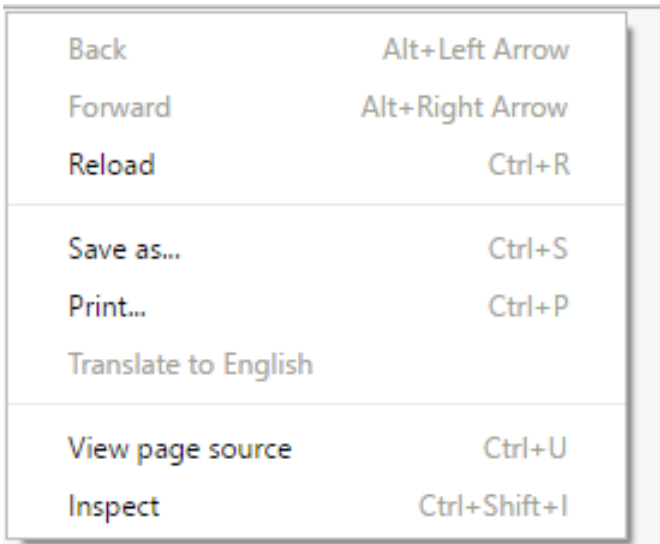 Back Alt+Left Arrow
Forward Alt+Right Arrow
Reload Ctrl+R
Save as... Ctrl+S
Print... Ctrl+P
Translate to English
View page source Ctrl+U
Inspect Ctrl+Shift+I